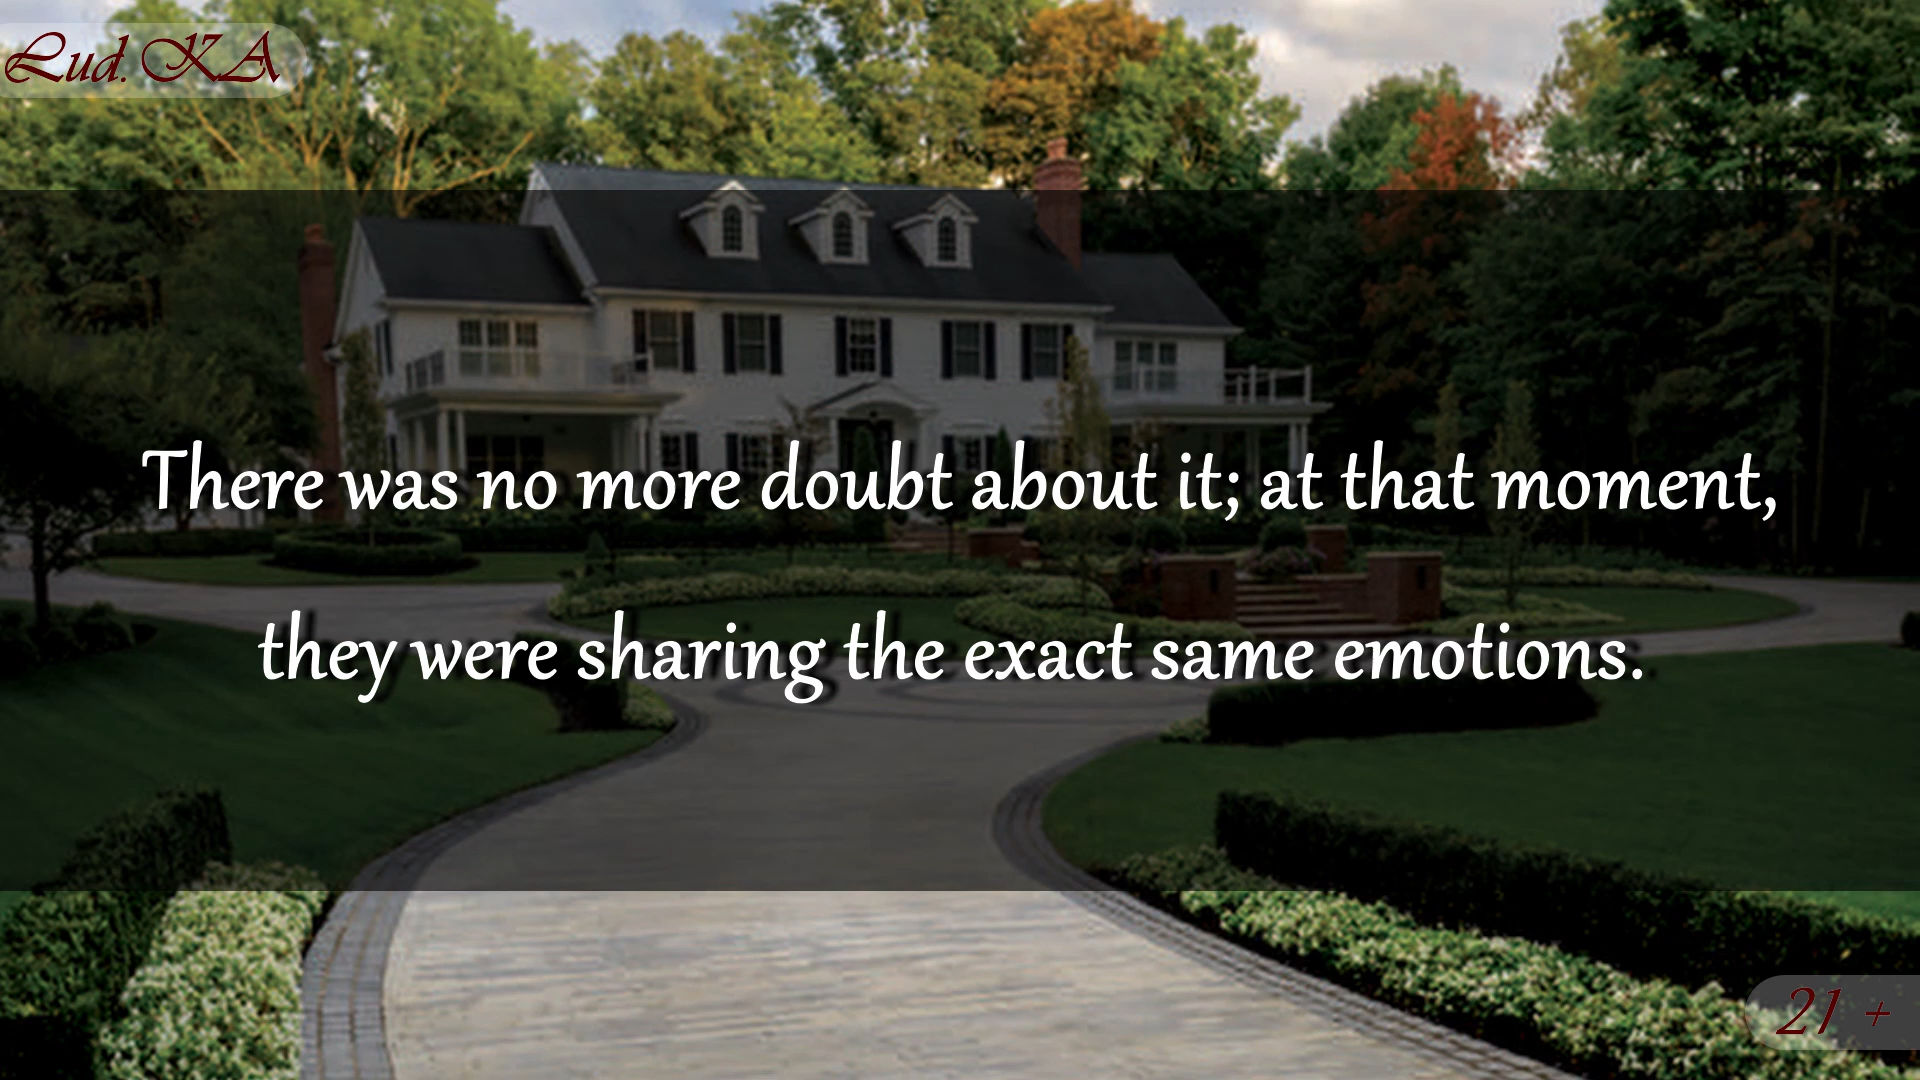 Lud. KA
There was no more doubt about it; at that moment,
they were sharing the exact same emotions.
21 +